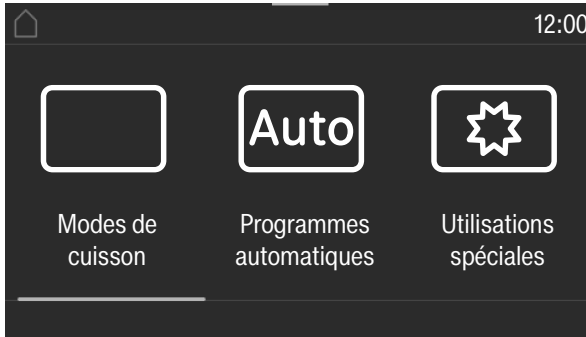 12:00
Auto
Modes de
cuisson
Programmes
automatiques
Utilisations
spéciales